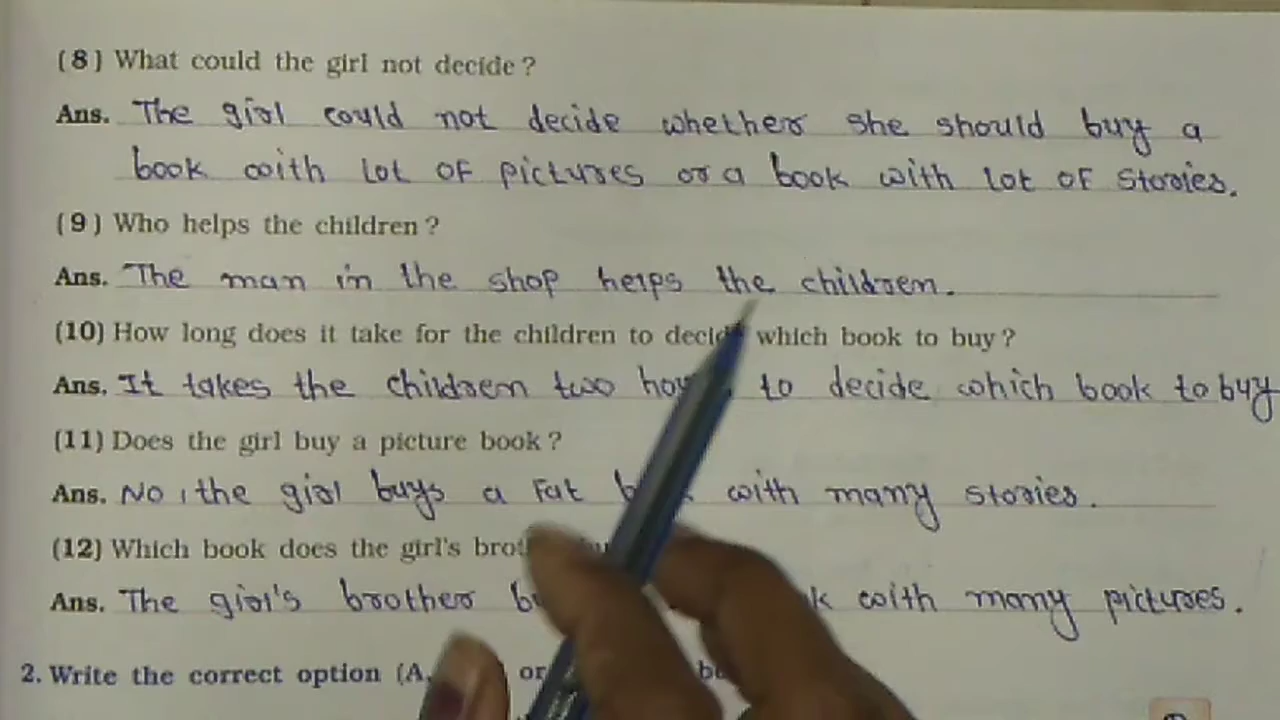 (8) What could the girl not decide?
Ans. The girl could not decide whether she should buy a
book with lot of pictures or a book with lot of stories.
(9) Who helps the children?
Ans. The man in the shop helps the children.
(10) How long does it take for the children to decide which book to buy?
Ans. It takes the children two to decide which book to buy
(11) Does the girl buy a picture book?
Ans. No, the girl buys a fat with many stories.
(12) Which book does the girl's
Ans. The girl's brother with many pictures.
2. Write the correct option (A, or